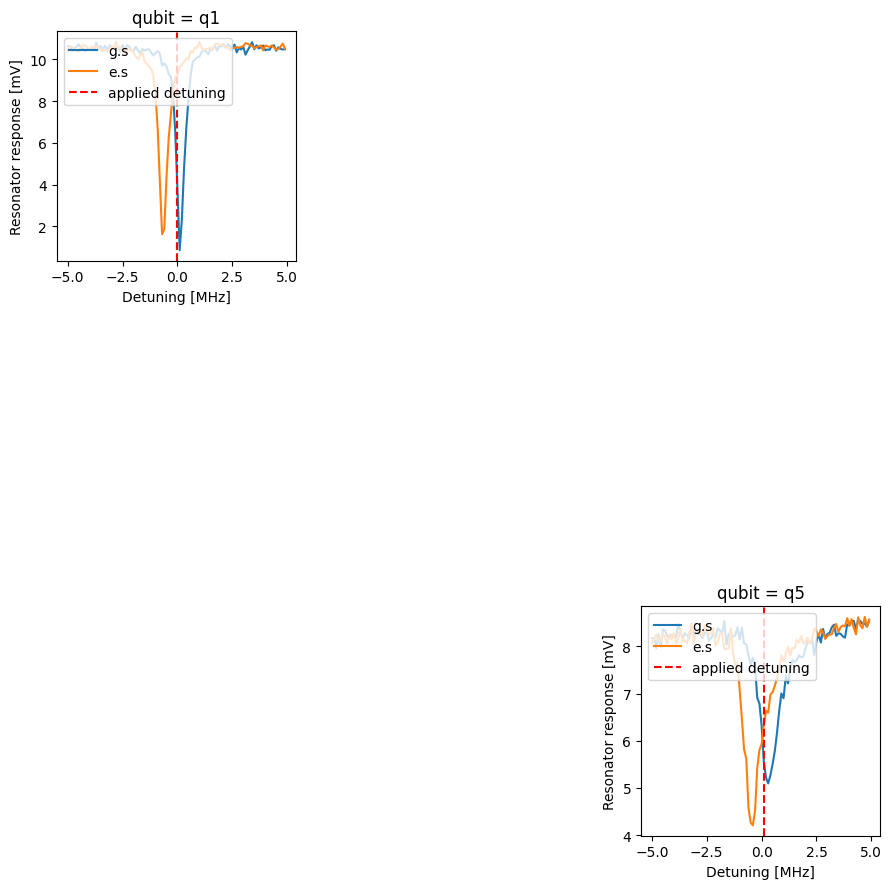 qubit = q1
Resonator response [mV]
10
8
6
4
2
g.s
e.s
applied detuning
−5.0 −2.5 0.0 2.5 5.0
Detuning [MHz]
qubit = q5
Resonator response [mV]
8
7
6
5
4
g.s
e.s
applied detuning
−5.0 −2.5 0.0 2.5 5.0
Detuning [MHz]